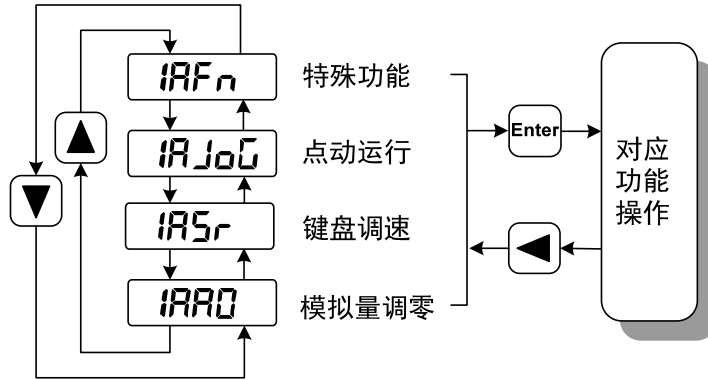 1AFn 特殊功能
1AJoG 点动运行
1ASr 键盘调速
1AA0 模拟量调零
Enter
对应
功能
操作